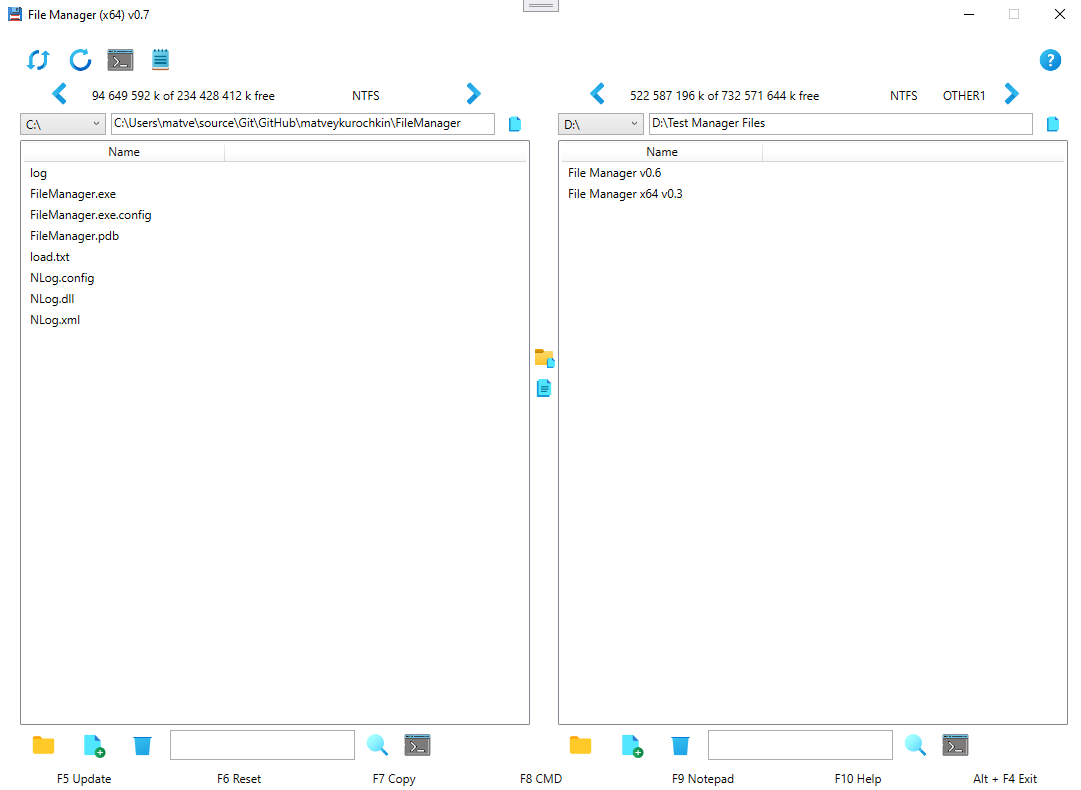 File Manager (x64) v0.7
94 649 592 k of 234 428 412 k free NTFS
522 587 196 k of 732 571 644 k free NTFS OTHER1
C:\ C:\Users\matve\source\Git\GitHub\matveykurochkin\FileManager
D:\ D:\Test Manager Files
Name
log
FileManager.exe
FileManager.exe.config
FileManager.pdb
load.txt
NLog.config
NLog.dll
NLog.xml
Name
File Manager v0.6
File Manager x64 v0.3
F5 Update F6 Reset F7 Copy F8 CMD F9 Notepad F10 Help Alt + F4 Exit